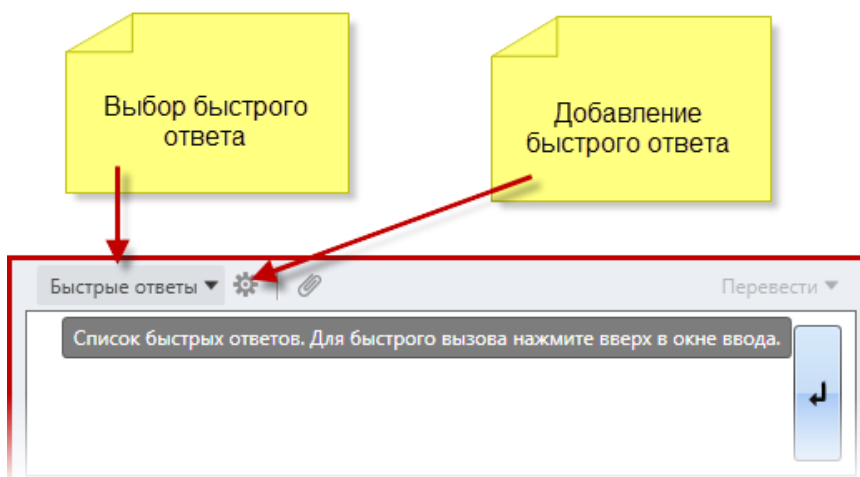 Выбор быстрого
ответа
Добавление
быстрого ответа
Быстрые ответы
Перевести
Список быстрых ответов. Для быстрого вызова нажмите вверх в окне ввода.